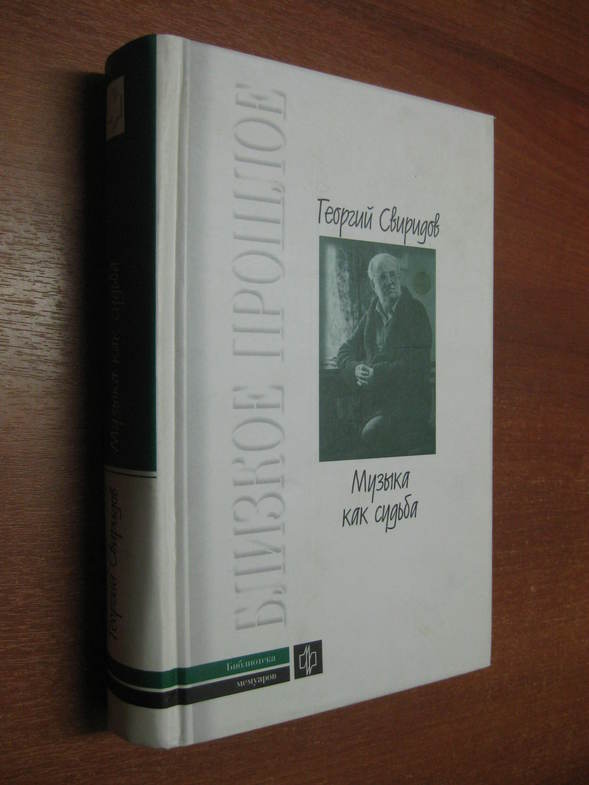 БЛИЗКОЕ ПРОШЛОЕ
Георгий Свиридов
Музыка
как судьба
Библиотека
мемуаров
Георгий Свиридов
Музыка как судьба